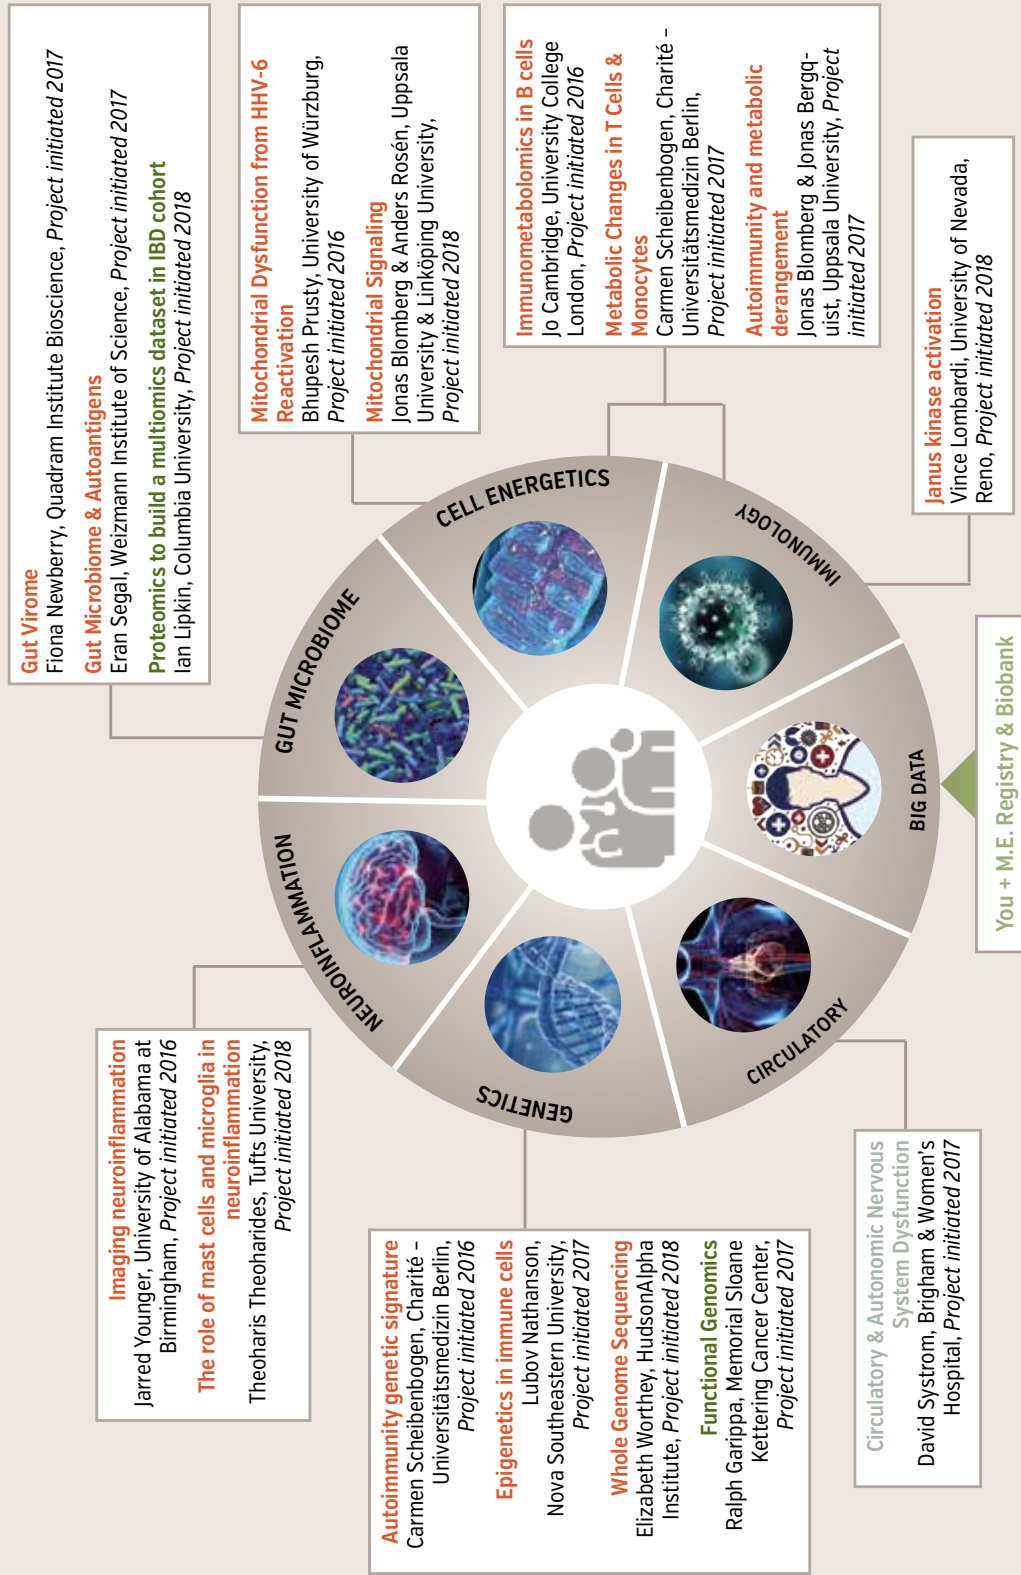 Imaging neuroinflammation
Jarred Younger, University of Alabama at
Birmingham, Project initiated 2016
The role of mast cells and microglia in
neuroinflammation
Theoharis Theoharides, Tufts University,
Project initiated 2018
Gut Virome
Fiona Newberry, Quadram Institute Bioscience, Project initiated 2017
Gut Microbiome & Autoantigens
Eran Segal, Weizmann Institute of Science, Project initiated 2017
Proteomics to build a multiomics dataset in IBD cohort
Ian Lipkin, Columbia University, Project initiated 2018
Mitochondrial Dysfunction from HHV-6
Reactivation
Bhupesh Prusty, University of Würzburg,
Project initiated 2016
Mitochondrial Signaling
Jonas Blomberg & Anders Rosén, Uppsala
University & Linköping University,
Project initiated 2018
Autoimmunity genetic signature
Carmen Scheibenbogen, Charité –
Universitätsmedizin Berlin,
Project initiated 2016
Epigenetics in immune cells
Lubov Nathanson,
Nova Southeastern University,
Project initiated 2017
Whole Genome Sequencing
Elizabeth Worthey, HudsonAlpha
Institute, Project initiated 2018
Functional Genomics
Ralph Garippa, Memorial Sloane
Kettering Cancer Center,
Project initiated 2017
NEUROINFLAMMATION
GUT MICROBIOME
CELL ENERGETICS
GENETICS
IMMUNOLOGY
CIRCULATORY
BIG DATA
Immunometabolomics in B cells
Jo Cambridge, University College
London, Project initiated 2016
Metabolic Changes in T Cells &
Monocytes
Carmen Scheibenbogen, Charité –
Universitätsmedizin Berlin,
Project initiated 2017
Autoimmunity and metabolic
derangement
Jonas Blomberg & Jonas Bergq-
uist, Uppsala University, Project
initiated 2017
Circulatory & Autonomic Nervous
System Dysfunction
David Systrom, Brigham & Women's
Hospital, Project initiated 2017
You + M.E. Registry & Biobank
Janus kinase activation
Vince Lombardi, University of Nevada,
Reno, Project initiated 2018